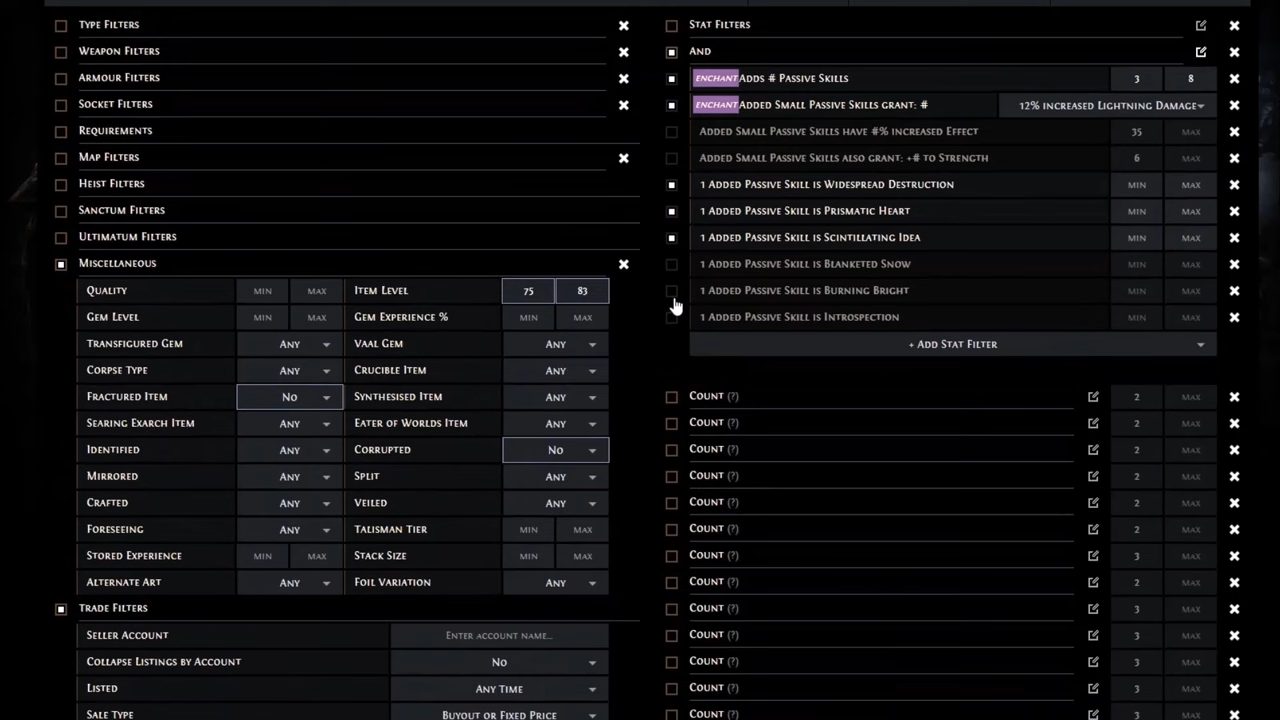 Type Filters
Weapon Filters
Armour Filters
Socket Filters
Requirements
Map Filters
Heist Filters
Sanctum Filters
Ultimatum Filters
Miscellaneous
Quality MIN MAX Item Level 75 83
Gem Level MIN MAX Gem Experience % MIN MAX
Transfigured Gem Any Vaal Gem Any
Corpse Type Any Crucible Item Any
Fractured Item No Synthesised Item Any
Searing Exarch Item Any Eater of Worlds Item Any
Identified Any Corrupted No
Mirrored Any Split Any
Crafted Any Veiled Any
Foreseeing Any Talisman Tier MIN MAX
Stored Experience MIN MAX Stack Size MIN MAX
Alternate Art Any Foil Variation Any
Trade Filters
Seller Account Enter account name...
Collapse Listings by Account No
Listed Any Time
Sale Type Buyout or Fixed Price
Stat Filters
And
ENCHANT Adds # Passive Skills 3 8
ENCHANT Added Small Passive Skills grant: # 12% increased Lightning Damage
Added Small Passive Skills have #% increased Effect 35 MAX
Added Small Passive Skills also grant: +# to Strength 6 MAX
1 Added Passive Skill is Widespread Destruction MIN MAX
1 Added Passive Skill is Prismatic Heart MIN MAX
1 Added Passive Skill is Scintillating Idea MIN MAX
1 Added Passive Skill is Blanketed Snow MIN MAX
1 Added Passive Skill is Burning Bright MIN MAX
1 Added Passive Skill is Introspection MIN MAX
+ Add Stat Filter
Count (?) 2 MAX
Count (?) 2 MAX
Count (?) 2 MAX
Count (?) 2 MAX
Count (?) 2 MAX
Count (?) 2 MAX
Count (?) 3 MAX
Count (?) 2 MAX
Count (?) 3 MAX
Count (?) 3 MAX
Count (?) 3 MAX
Count (?) 3 MAX
Count (?) 3 MAX